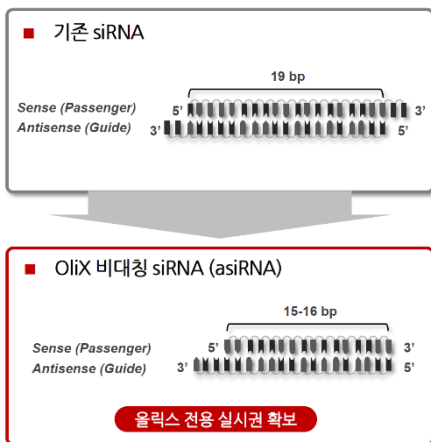 ■ 기존 siRNA
19 bp
Sense (Passenger) 5' 3'
Antisense (Guide) 3' 5'
■ OliX 비대칭 siRNA (asiRNA)
15-16 bp
Sense (Passenger) 5' 3'
Antisense (Guide) 3' 5'
올릭스 전용 실시권 확보